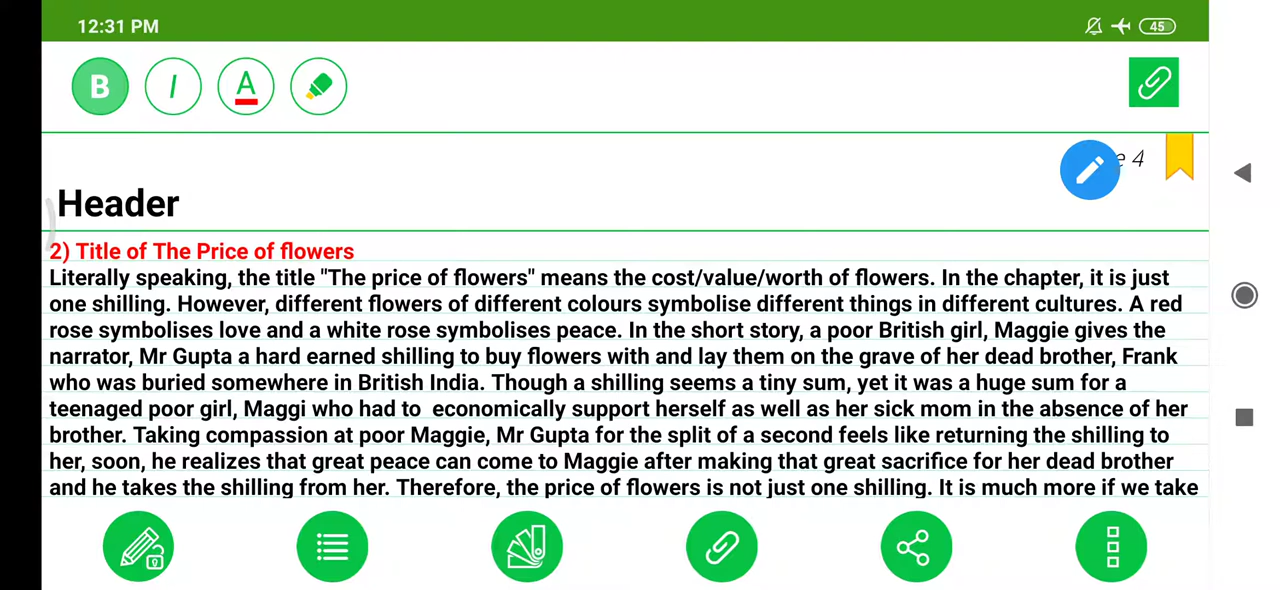 12:31 PM
45
B I A
e 4
Header
2) Title of The Price of flowers
Literally speaking, the title "The price of flowers" means the cost/value/worth of flowers. In the chapter, it is just
one shilling. However, different flowers of different colours symbolise different things in different cultures. A red
rose symbolises love and a white rose symbolises peace. In the short story, a poor British girl, Maggie gives the
narrator, Mr Gupta a hard earned shilling to buy flowers with and lay them on the grave of her dead brother, Frank
who was buried somewhere in British India. Though a shilling seems a tiny sum, yet it was a huge sum for a
teenaged poor girl, Maggi who had to  economically support herself as well as her sick mom in the absence of her
brother. Taking compassion at poor Maggie, Mr Gupta for the split of a second feels like returning the shilling to
her, soon, he realizes that great peace can come to Maggie after making that great sacrifice for her dead brother
and he takes the shilling from her. Therefore, the price of flowers is not just one shilling. It is much more if we take